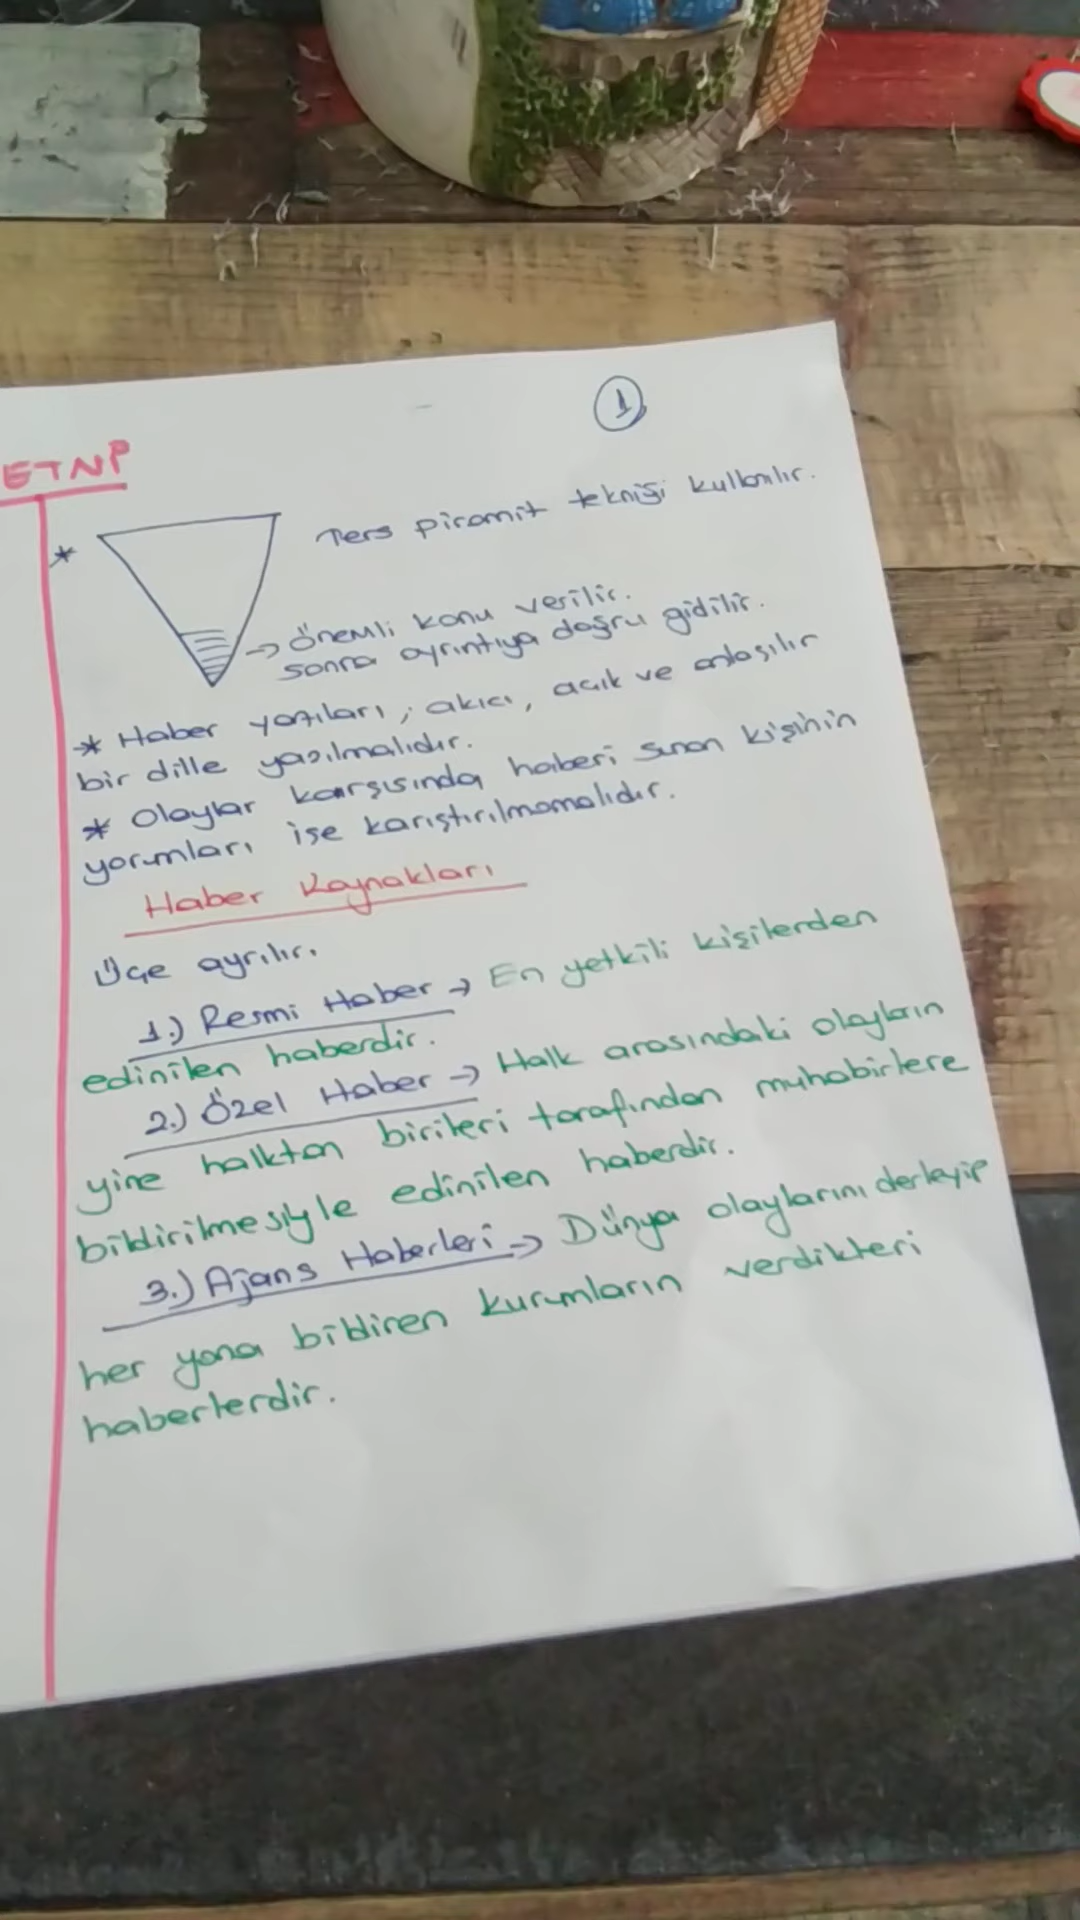 1
ETNP
* Ters piramit tekniği kullanılır.
→ Önemli konu verilir.
sonra ayrıntıya doğru gidilir.
* Haber yazıları; akıcı, açık ve anlaşılır
bir dille yazılmalıdır.
* Olaylar karşısında haberi sunan kişinin
yorumları işe karıştırılmamalıdır.
Haber Kaynakları
Üçe ayrılır.
1.) Resmi Haber → En yetkili kişilerden
edinilen haberdir.
2.) Özel Haber → Halk arasındaki olayların
yine halktan birileri tarafından muhabirlere
bildirilmesiyle edinilen haberdir.
3.) Ajans Haberleri → Dünya olaylarını derleyip
her yana bildiren kurumların verdikleri
haberlerdir.